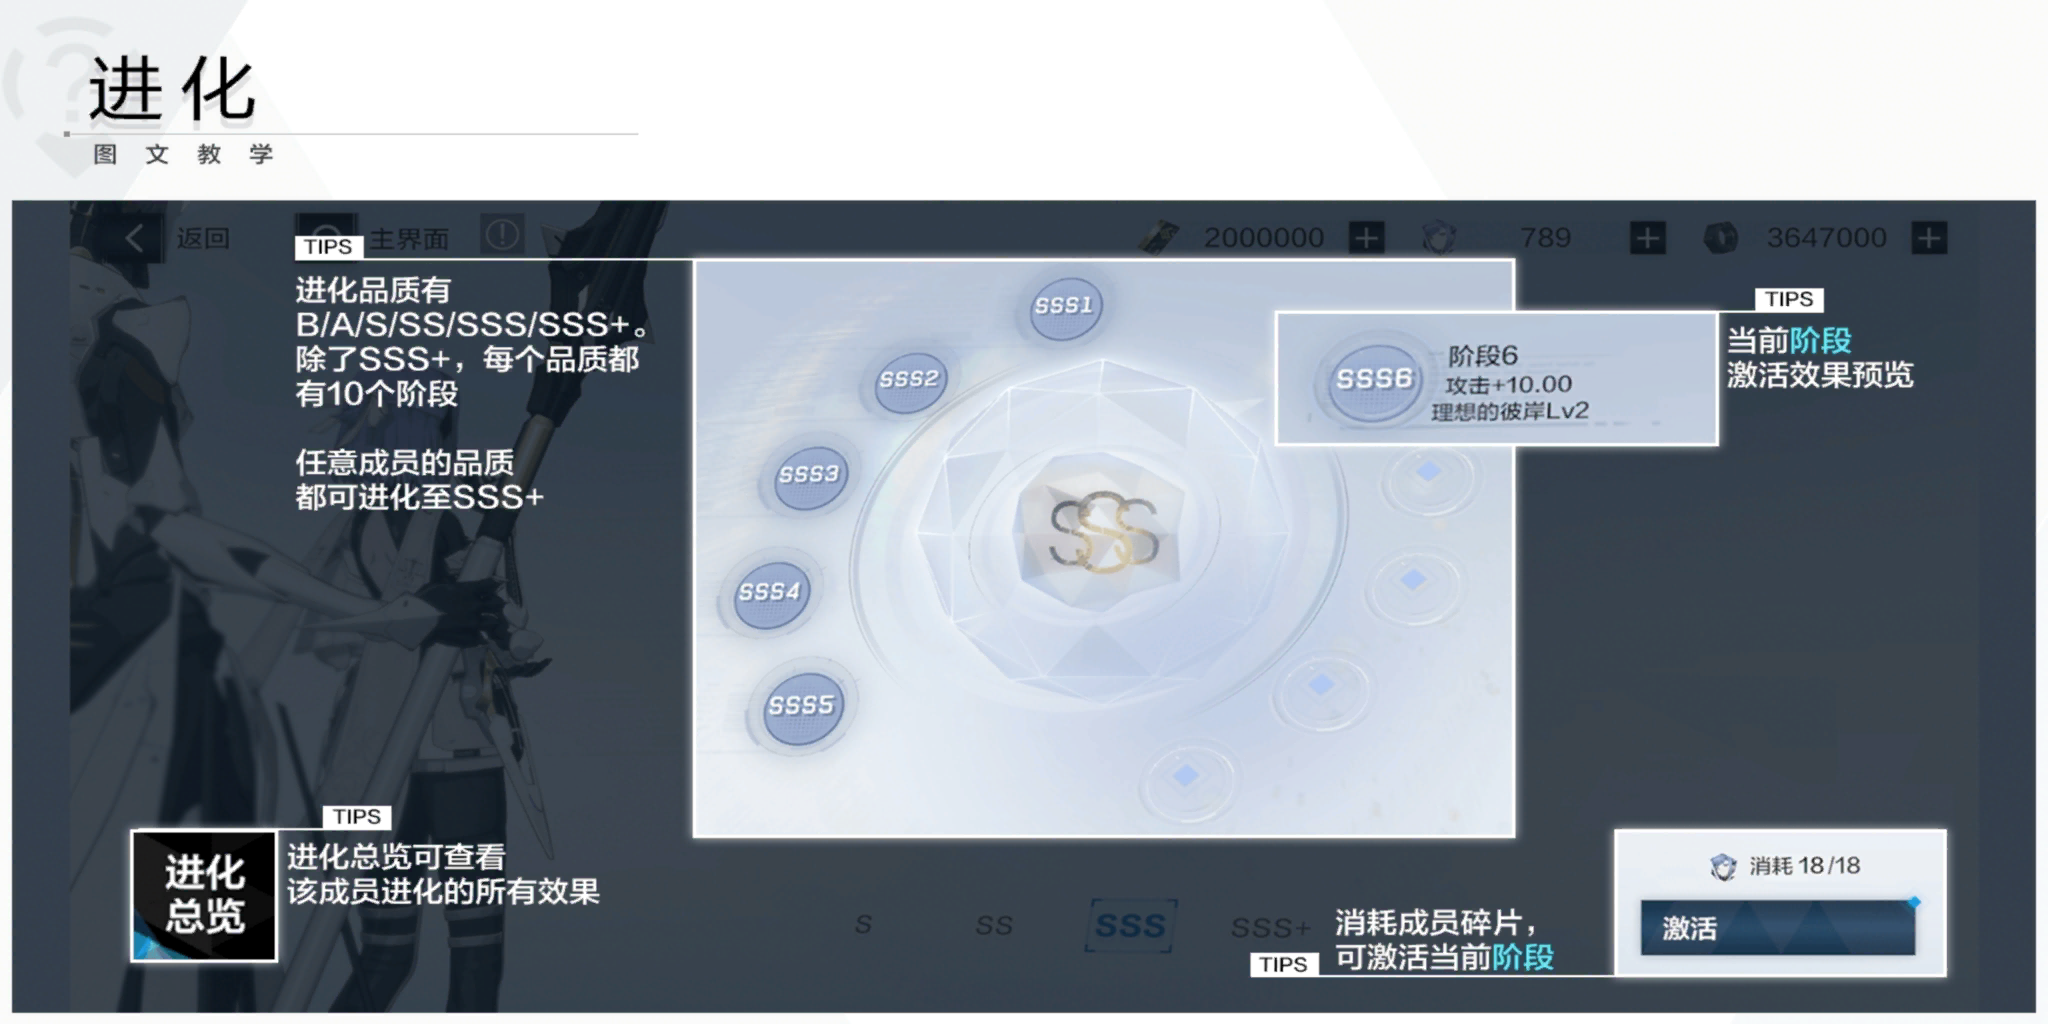 进化
图文教学
返回
主界面
2000000
789
3647000
TIPS
进化品质有
B/A/S/SS/SSS/SSS+。
除了SSS+，每个品质都
有10个阶段
任意成员的品质
都可进化至SSS+
SSS1
SSS2
SSS3
SSS4
SSS5
SSS
SSS6
阶段6
攻击+10.00
理想的彼岸Lv2
TIPS
当前阶段
激活效果预览
TIPS
进化
总览
进化总览可查看
该成员进化的所有效果
S
SS
SSS
SSS+
TIPS
消耗成员碎片，
可激活当前阶段
消耗 18/18
激活